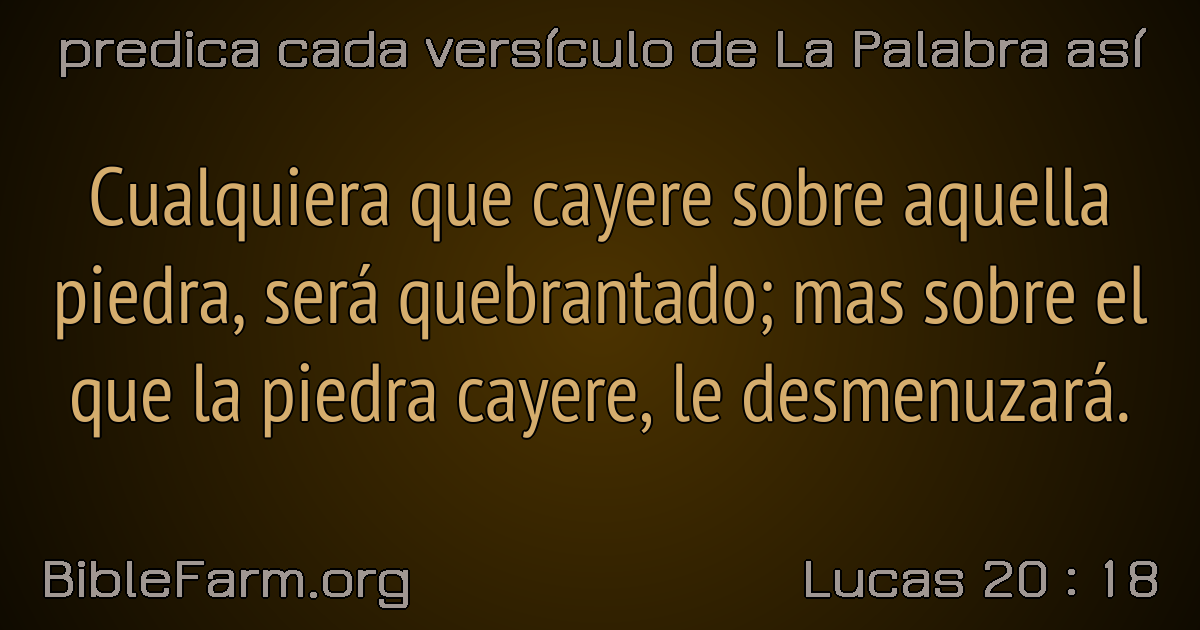 predica cada versículo de La Palabra así
Cualquiera que cayere sobre aquella
piedra, será quebrantado; mas sobre el
que la piedra cayere, le desmenuzará.
BibleFarm.org
Lucas 20 : 18